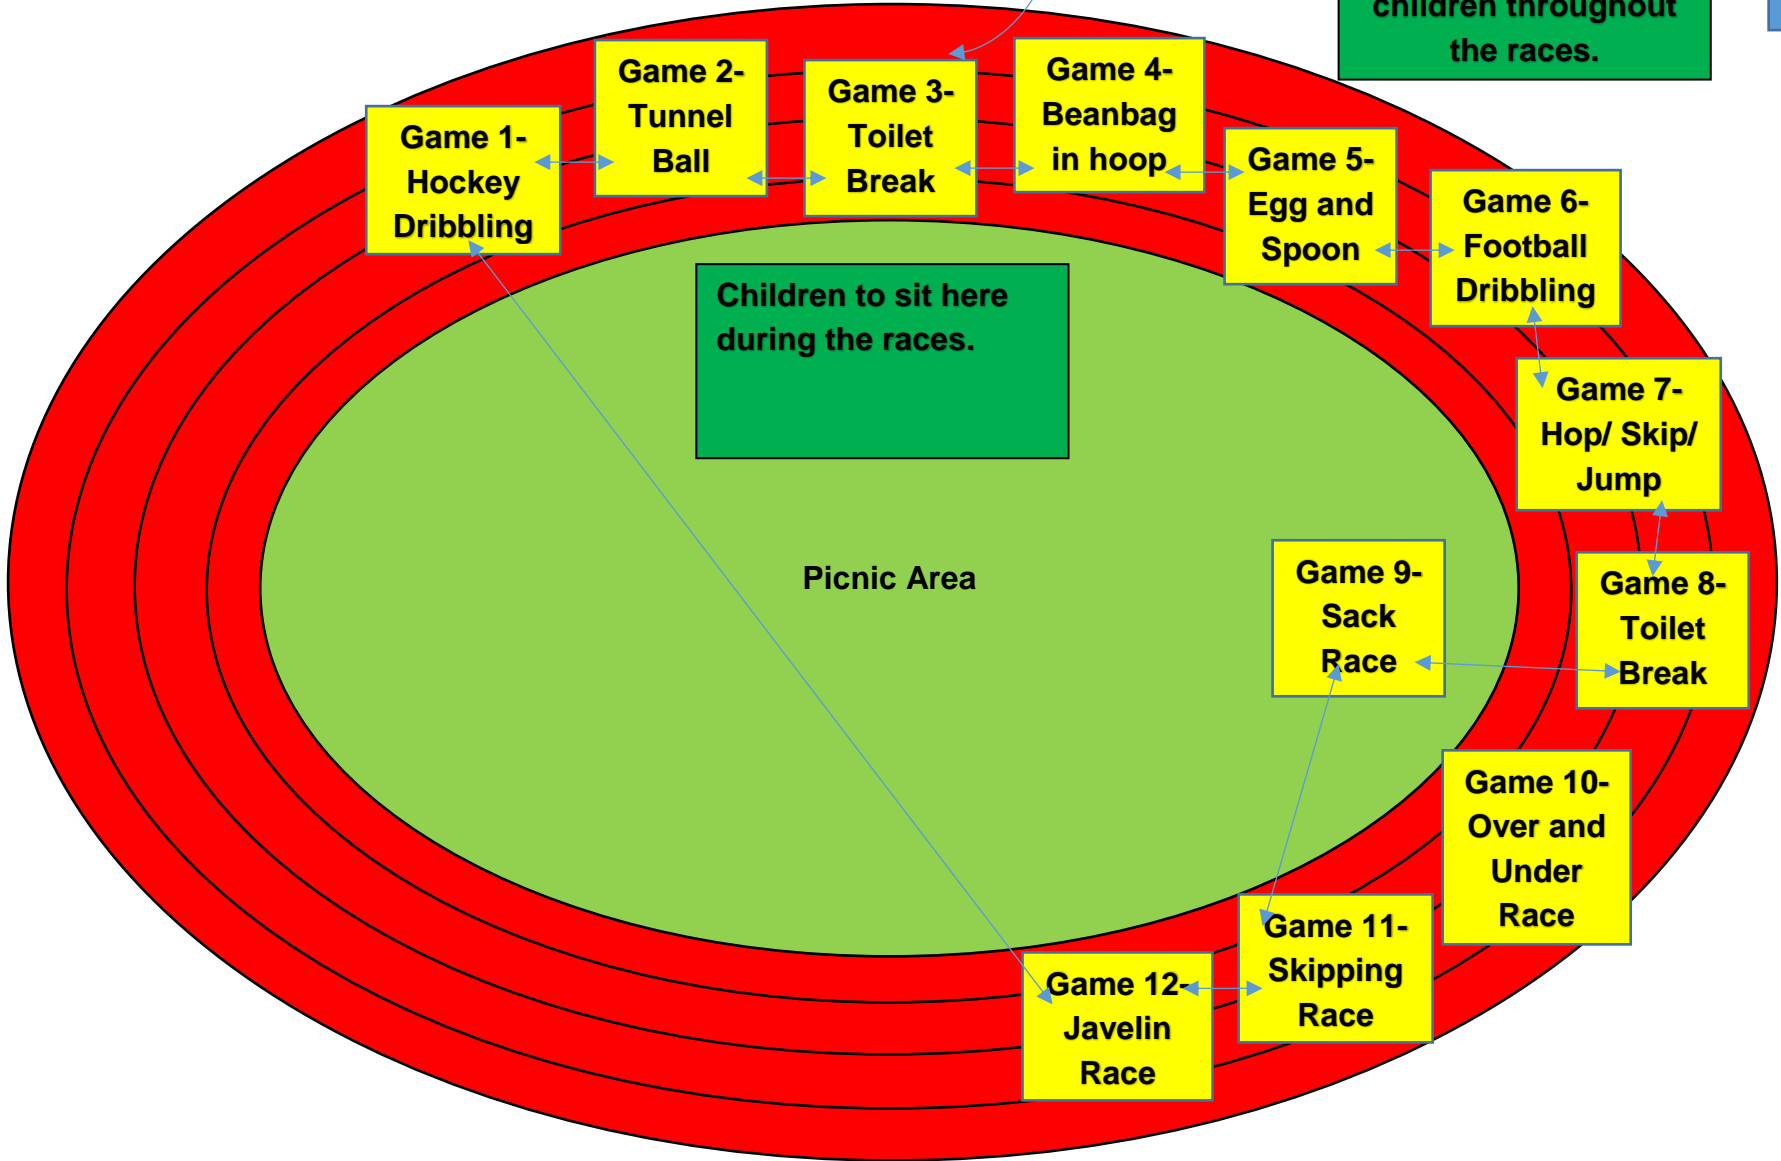 children throughout
the races.
Game 1-
Hockey
Dribbling
Game 2-
Tunnel
Ball
Game 3-
Toilet
Break
Game 4-
Beanbag
in hoop
Game 5-
Egg and
Spoon
Game 6-
Football
Dribbling
Children to sit here
during the races.
Game 7-
Hop/ Skip/
Jump
Picnic Area
Game 9-
Sack
Race
Game 8-
Toilet
Break
Game 10-
Over and
Under
Race
Game 11-
Skipping
Race
Game 12-
Javelin
Race